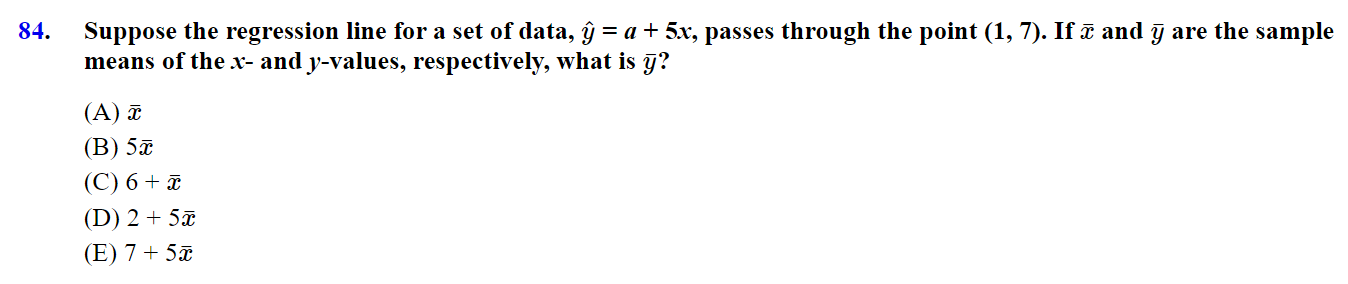 84. Suppose the regression line for a set of data, ŷ = a + 5x, passes through the point (1, 7). If x̄ and ȳ are the sample
means of the x- and y-values, respectively, what is ȳ?
(A) x̄
(B) 5x̄
(C) 6 + x̄
(D) 2 + 5x̄
(E) 7 + 5x̄